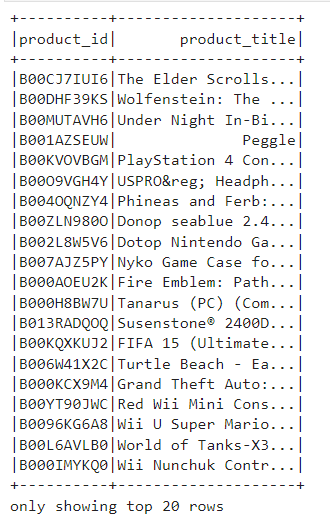 +----------+--------------------+
|product_id|       product_title|
+----------+--------------------+
|B00CJ7IUI6|The Elder Scrolls...|
|B00DHF39KS|Wolfenstein: The ...|
|B00MUTAVH6|Under Night In-Bi...|
|B001AZSEUW|              Peggle|
|B00KVOVBGM|PlayStation 4 Con...|
|B00O9VGH4Y|USPRO&reg; Headph...|
|B004OQNZY4|Phineas and Ferb:...|
|B00ZLN980O|Donop seablue 2.4...|
|B002L8W5V6|Dotop Nintendo Ga...|
|B007AJZ5PY|Nyko Game Case fo...|
|B000AOEU2K|Fire Emblem: Path...|
|B000H8BW7U|Tanarus (PC) (Com...|
|B013RADQOQ|Susenstone® 2400D...|
|B00KQXKUJ2|FIFA 15 (Ultimate...|
|B006W41X2C|Turtle Beach - Ea...|
|B000KCX9M4|Grand Theft Auto:...|
|B00YT90JWC|Red Wii Mini Cons...|
|B0096KG6A8|Wii U Super Mario...|
|B00L6AVLB0|World of Tanks-X3...|
|B000IMYKQ0|Wii Nunchuk Contr...|
+----------+--------------------+
only showing top 20 rows